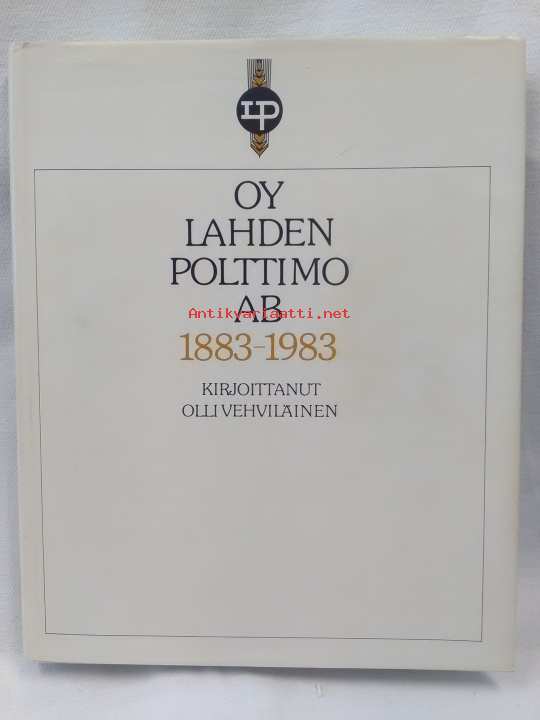 LP
OY
LAHDEN
POLTTIMO
AB
Antikvariaatti.net
1883-1983
KIRJOITTANUT
OLLI VEHVILÄINEN